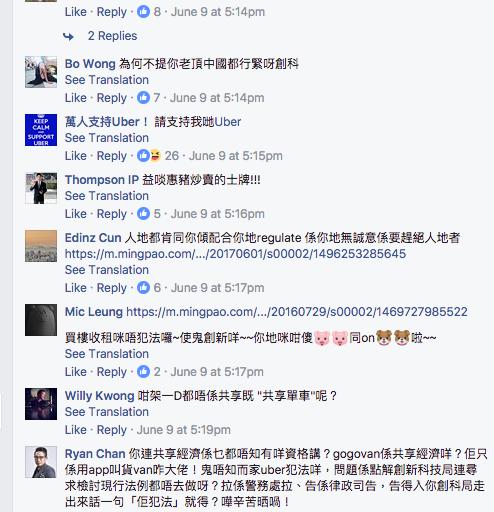 Like · Reply · 8 · June 9 at 5:14pm
2 Replies
Bo Wong 為何不提你老頂中國都行緊呀創科
See Translation
Like · Reply · 7 · June 9 at 5:14pm
KEEP CALM AND SUPPORT UBER
萬人支持Uber！ 請支持我哋Uber
See Translation
Like · Reply · 26 · June 9 at 5:15pm
Thompson IP 益啖惠豬炒賣的士牌!!!
See Translation
Like · Reply · 5 · June 9 at 5:16pm
Edinz Cun 人地都肯同你傾配合你地regulate 係你地無誠意係要趕絕人地者
https://m.mingpao.com/.../20170601/s00002/1496253285645
See Translation
Like · Reply · 6 · June 9 at 5:17pm
Mic Leung https://m.mingpao.com/.../20160729/s00002/1469727985522
買樓收租咪唔犯法囉~使鬼創新咩~~你地咪咁傻🐷🐷同on🐻🐻啦~~
See Translation
Like · Reply · 2 · June 9 at 5:17pm
Willy Kwong 咁架一D都唔係共享既 "共享單車"呢？
See Translation
Like · Reply · June 9 at 5:19pm
Ryan Chan 你連共享經濟係乜都唔知有咩資格講？gogovan係共享經濟咩？佢只
係用app叫貨van咋大佬！鬼唔知而家uber犯法咩，問題係點解創新科技局連尋
求檢討現行法例都唔去做呀？拉係警務處拉、告係律政司告，告得入你創科局走
出來話一句「佢犯法」就得？嘩辛苦晒喎！